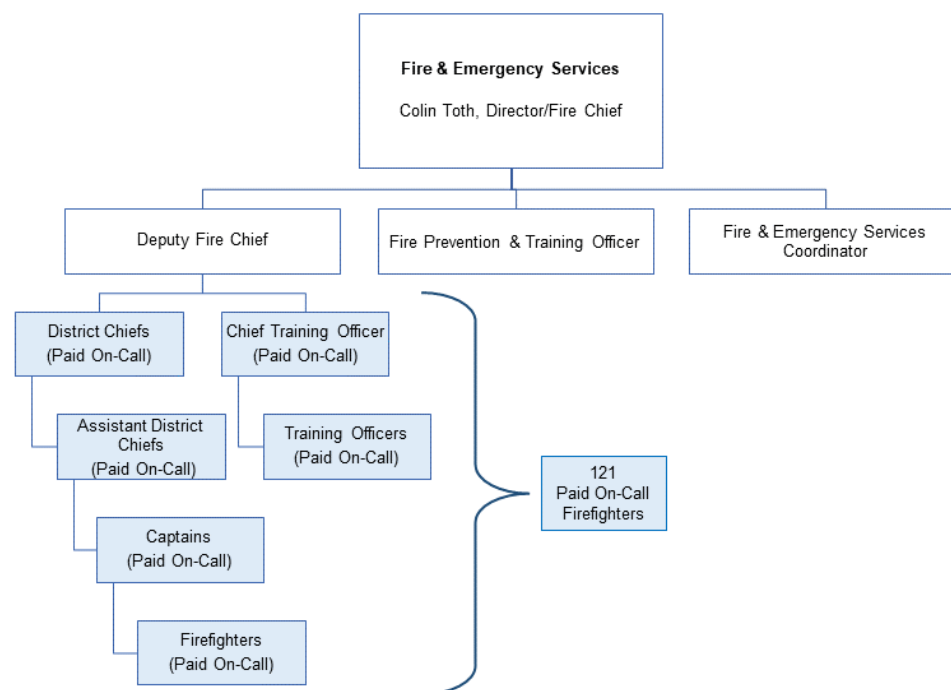 Fire & Emergency Services
Colin Toth, Director/Fire Chief
Deputy Fire Chief
Fire Prevention & Training Officer
Fire & Emergency Services
Coordinator
District Chiefs
(Paid On-Call)
Chief Training Officer
(Paid On-Call)
Assistant District
Chiefs
(Paid On-Call)
Training Officers
(Paid On-Call)
121
Paid On-Call
Firefighters
Captains
(Paid On-Call)
Firefighters
(Paid On-Call)